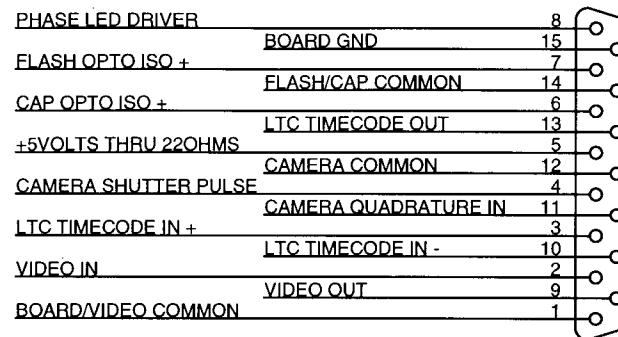 PHASE LED DRIVER 8
BOARD GND 15
FLASH OPTO ISO + 7
FLASH/CAP COMMON 14
CAP OPTO ISO + 6
LTC TIMECODE OUT 13
+5VOLTS THRU 22OHMS 5
CAMERA COMMON 12
CAMERA SHUTTER PULSE 4
CAMERA QUADRATURE IN 11
LTC TIMECODE IN + 3
LTC TIMECODE IN - 10
VIDEO IN 2
VIDEO OUT 9
BOARD/VIDEO COMMON 1